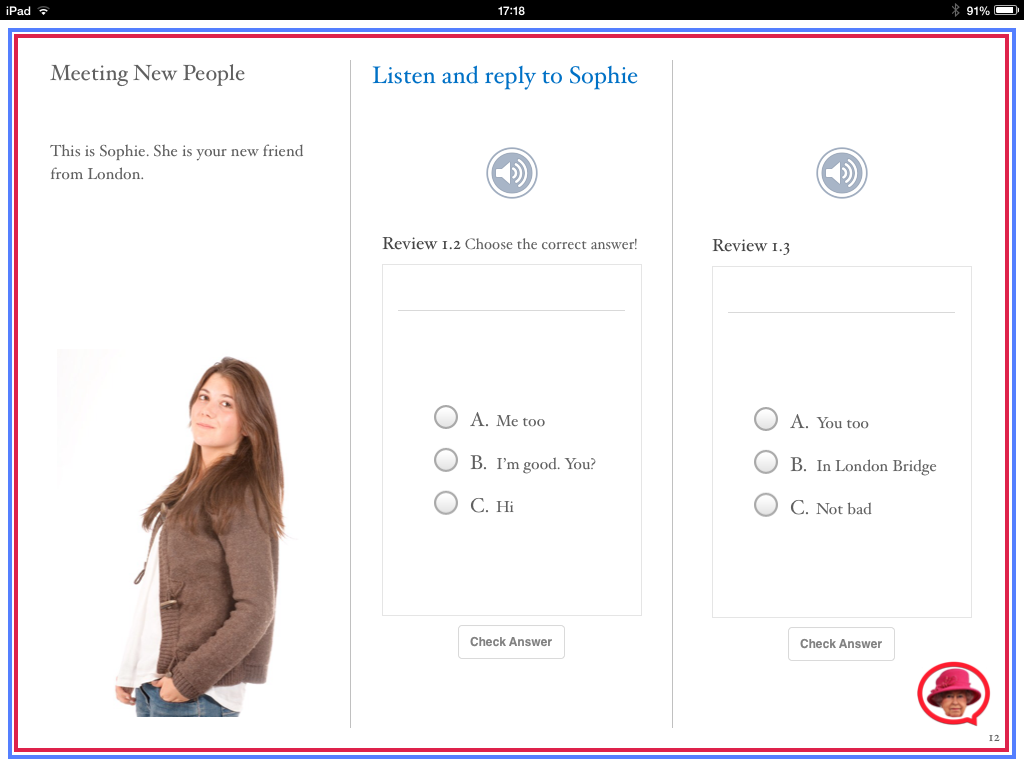 iPad
17:18
91%
Meeting New People
This is Sophie. She is your new friend
from London.
Listen and reply to Sophie
Review 1.2 Choose the correct answer!
A. Me too
B. I'm good. You?
C. Hi
Check Answer
Review 1.3
A. You too
B. In London Bridge
C. Not bad
Check Answer
12